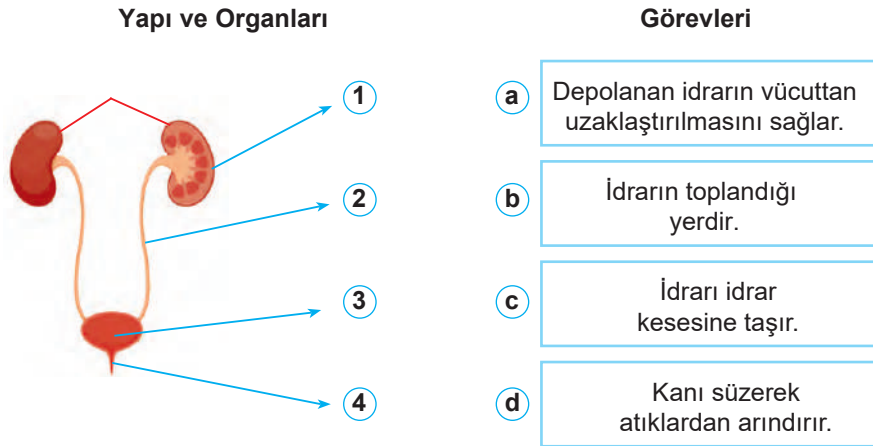 Yapı ve Organları
Görevleri
1
a
Depolanan idrarın vücuttan
uzaklaştırılmasını sağlar.
2
b
İdrarın toplandığı
yerdir.
3
c
İdrarı idrar
kesesine taşır.
4
d
Kanı süzerek
atıklardan arındırır.